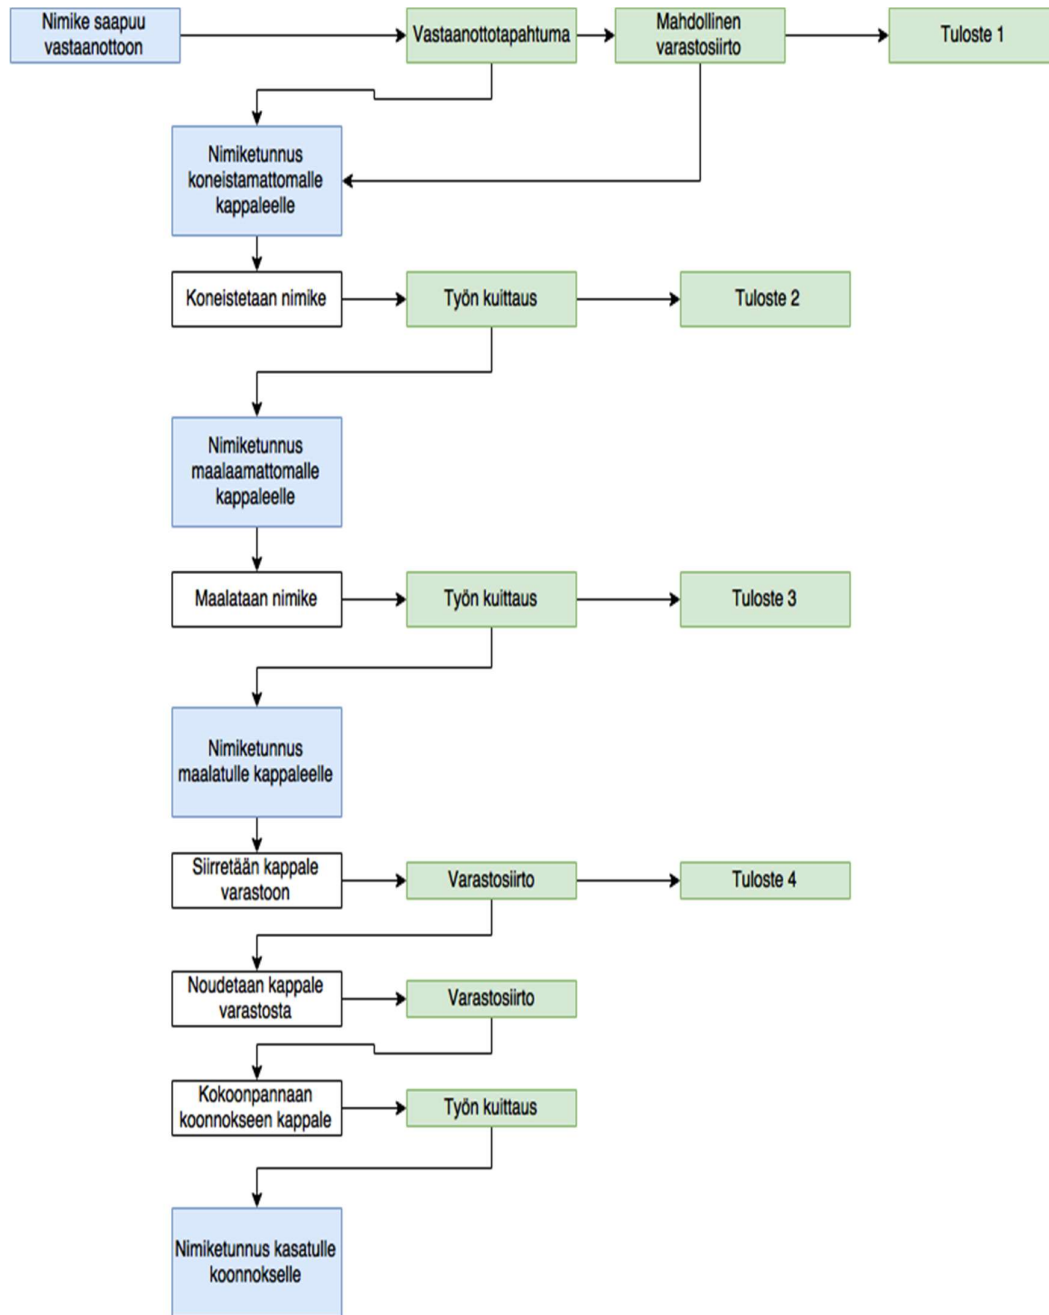 Nimike saapuu
vastaanottoon
Vastaanottotapahtuma
Mahdollinen
varastosiirto
Tuloste 1
Nimiketunnus
koneistamattomalle
kappaleelle
Koneistetaan nimike
Työn kuittaus
Tuloste 2
Nimiketunnus
maalaamattomalle
kappaleelle
Maalataan nimike
Työn kuittaus
Tuloste 3
Nimiketunnus
maalatulle kappaleelle
Siirretään kappale
varastoon
Varastosiirto
Tuloste 4
Noudetaan kappale
varastosta
Varastosiirto
Kokoonpannaan
koonnokseen kappale
Työn kuittaus
Nimiketunnus kasatulle
koonnokselle